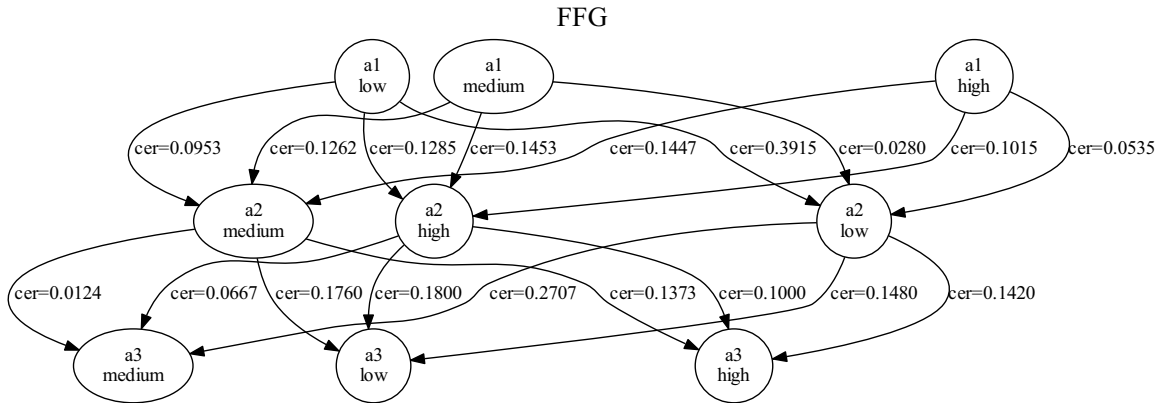 FFG
a1
low
a1
medium
a1
high
cer=0.0953
cer=0.1262
cer=0.1285
cer=0.1453
cer=0.1447
cer=0.3915
cer=0.0280
cer=0.1015
cer=0.0535
a2
medium
a2
high
a2
low
cer=0.0124
cer=0.0667
cer=0.1760
cer=0.1800
cer=0.2707
cer=0.1373
cer=0.1000
cer=0.1480
cer=0.1420
a3
medium
a3
low
a3
high